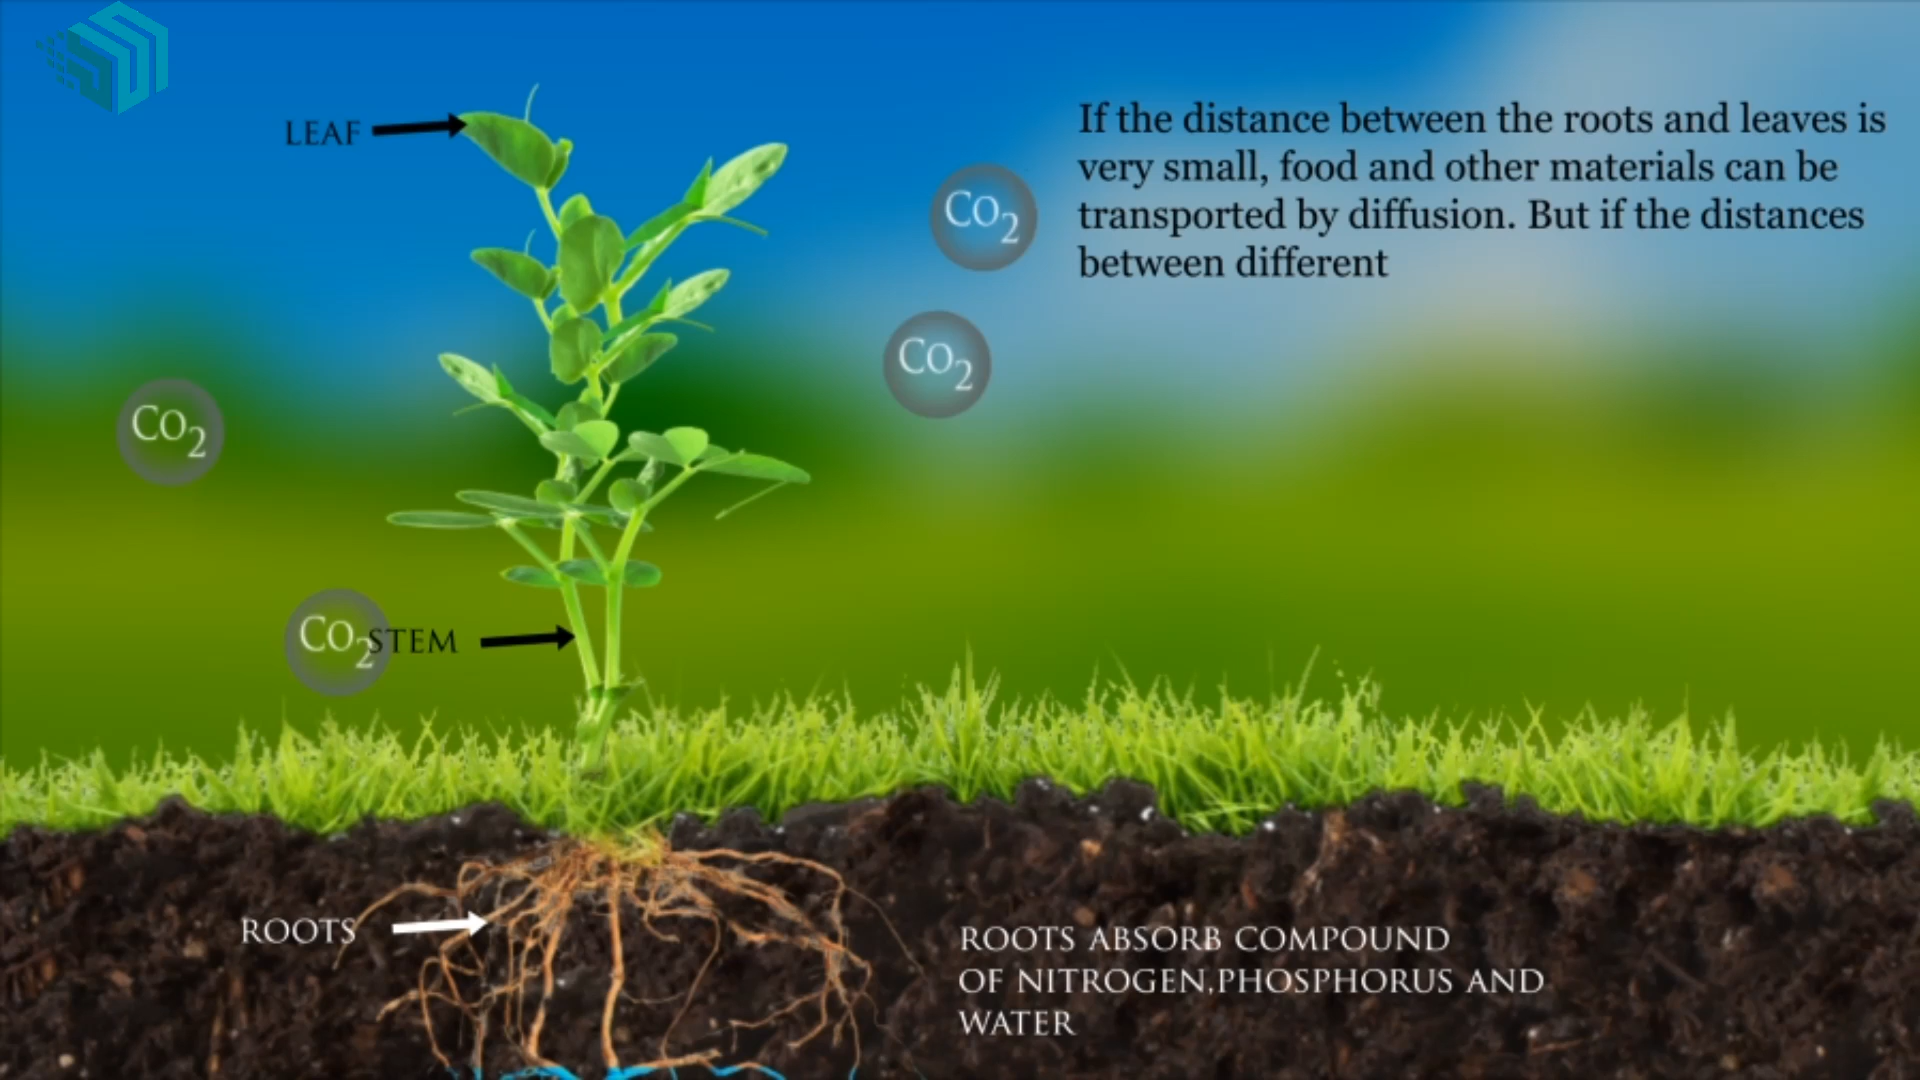 LEAF
If the distance between the roots and leaves is
very small, food and other materials can be
transported by diffusion. But if the distances
between different
CO2
CO2
CO2
CO2
STEM
ROOTS
ROOTS ABSORB COMPOUND
OF NITROGEN,PHOSPHORUS AND
WATER